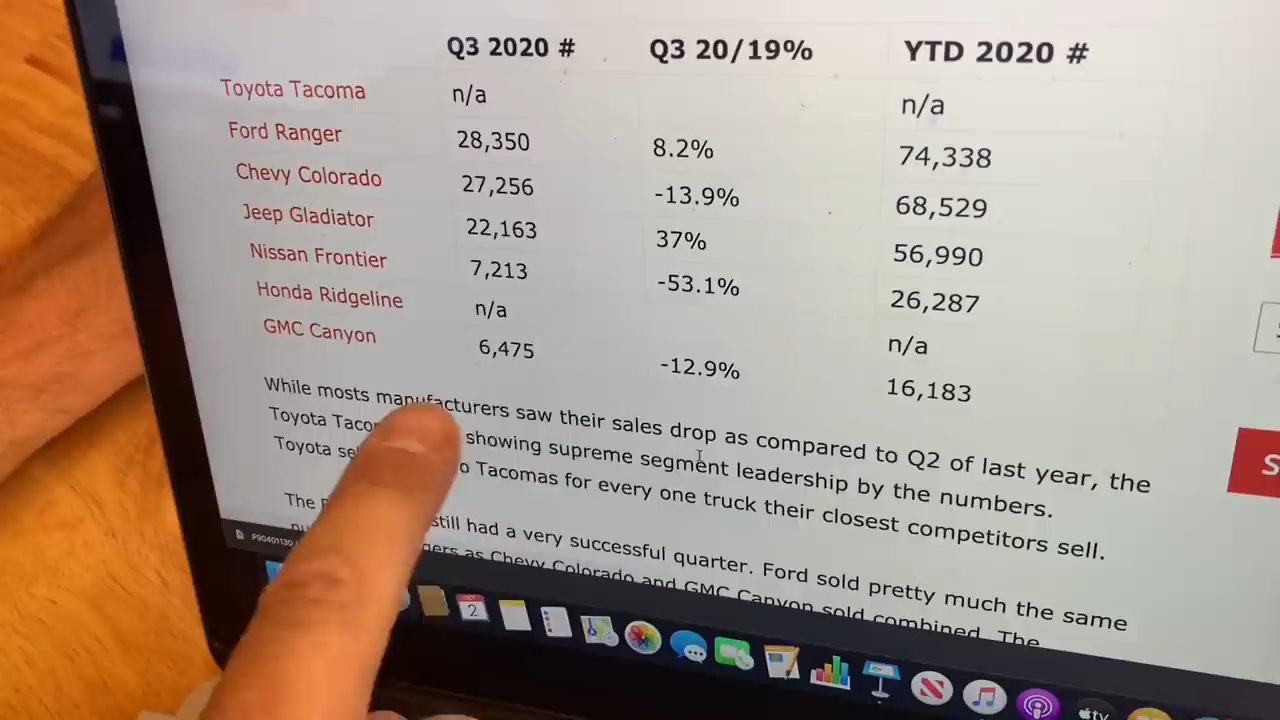 Q3 2020 # Q3 20/19% YTD 2020 #
Toyota Tacoma n/a n/a
Ford Ranger 28,350 8.2% 74,338
Chevy Colorado 27,256 -13.9% 68,529
Jeep Gladiator 22,163 37% 56,990
Nissan Frontier 7,213 -53.1% 26,287
Honda Ridgeline n/a n/a
GMC Canyon 6,475 -12.9% 16,183
While mosts manufacturers saw their sales drop as compared to Q2 of last year, the
Toyota showing supreme segment leadership by the numbers.
Toyota Tacomas for every one truck their closest competitors sell.
The still had a very successful quarter. Ford sold pretty much the same
as Chevy Colorado and GMC Canyon sold combined. The
P90401130
OCT
2
tv